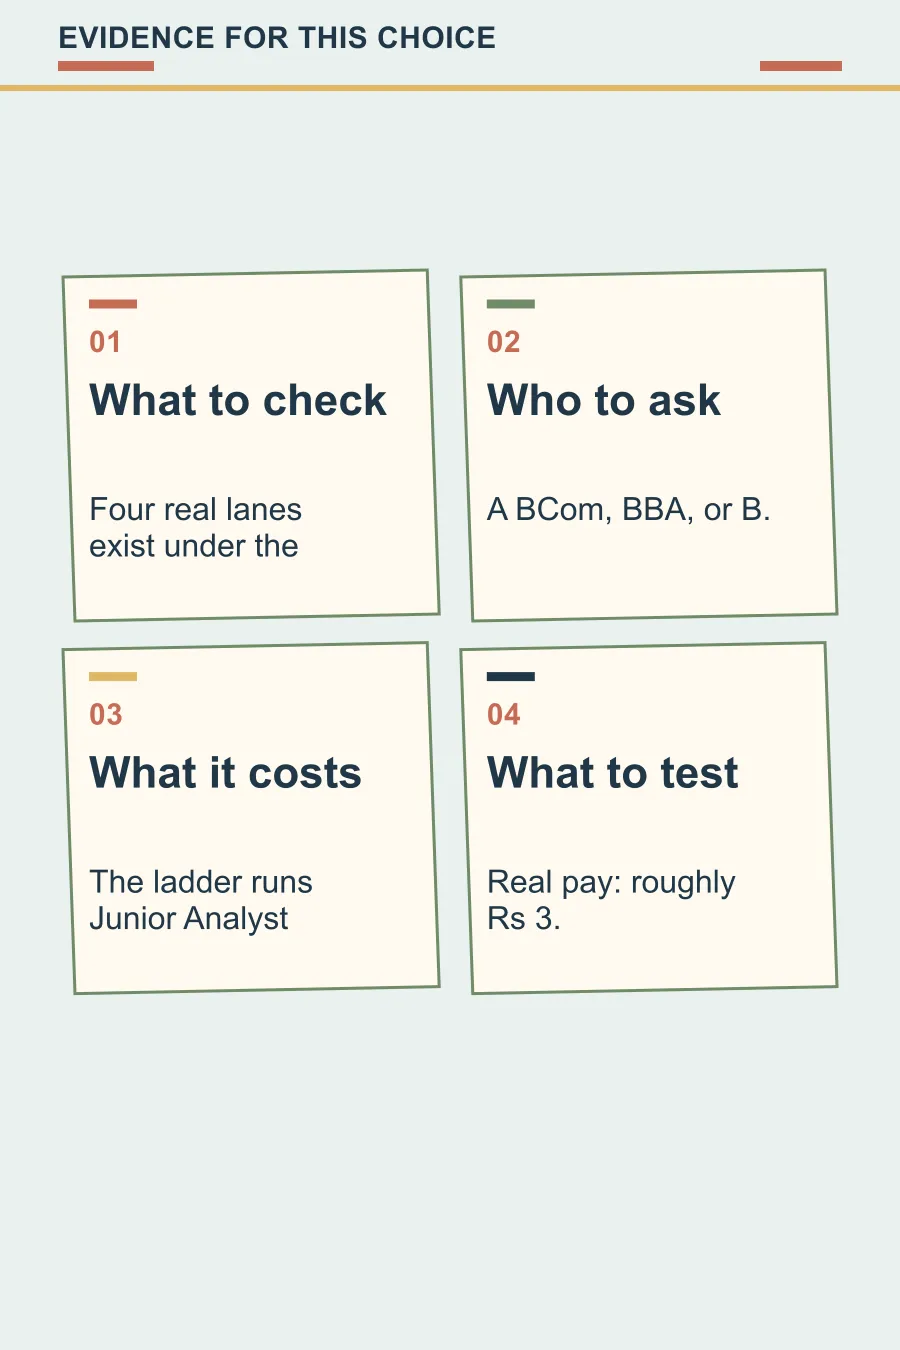 EVIDENCE FOR THIS CHOICE
01
What to check
Four real lanes
exist under the
02
Who to ask
A BCom, BBA, or B.
03
What it costs
The ladder runs
Junior Analyst
04
What to test
Real pay: roughly
Rs 3.